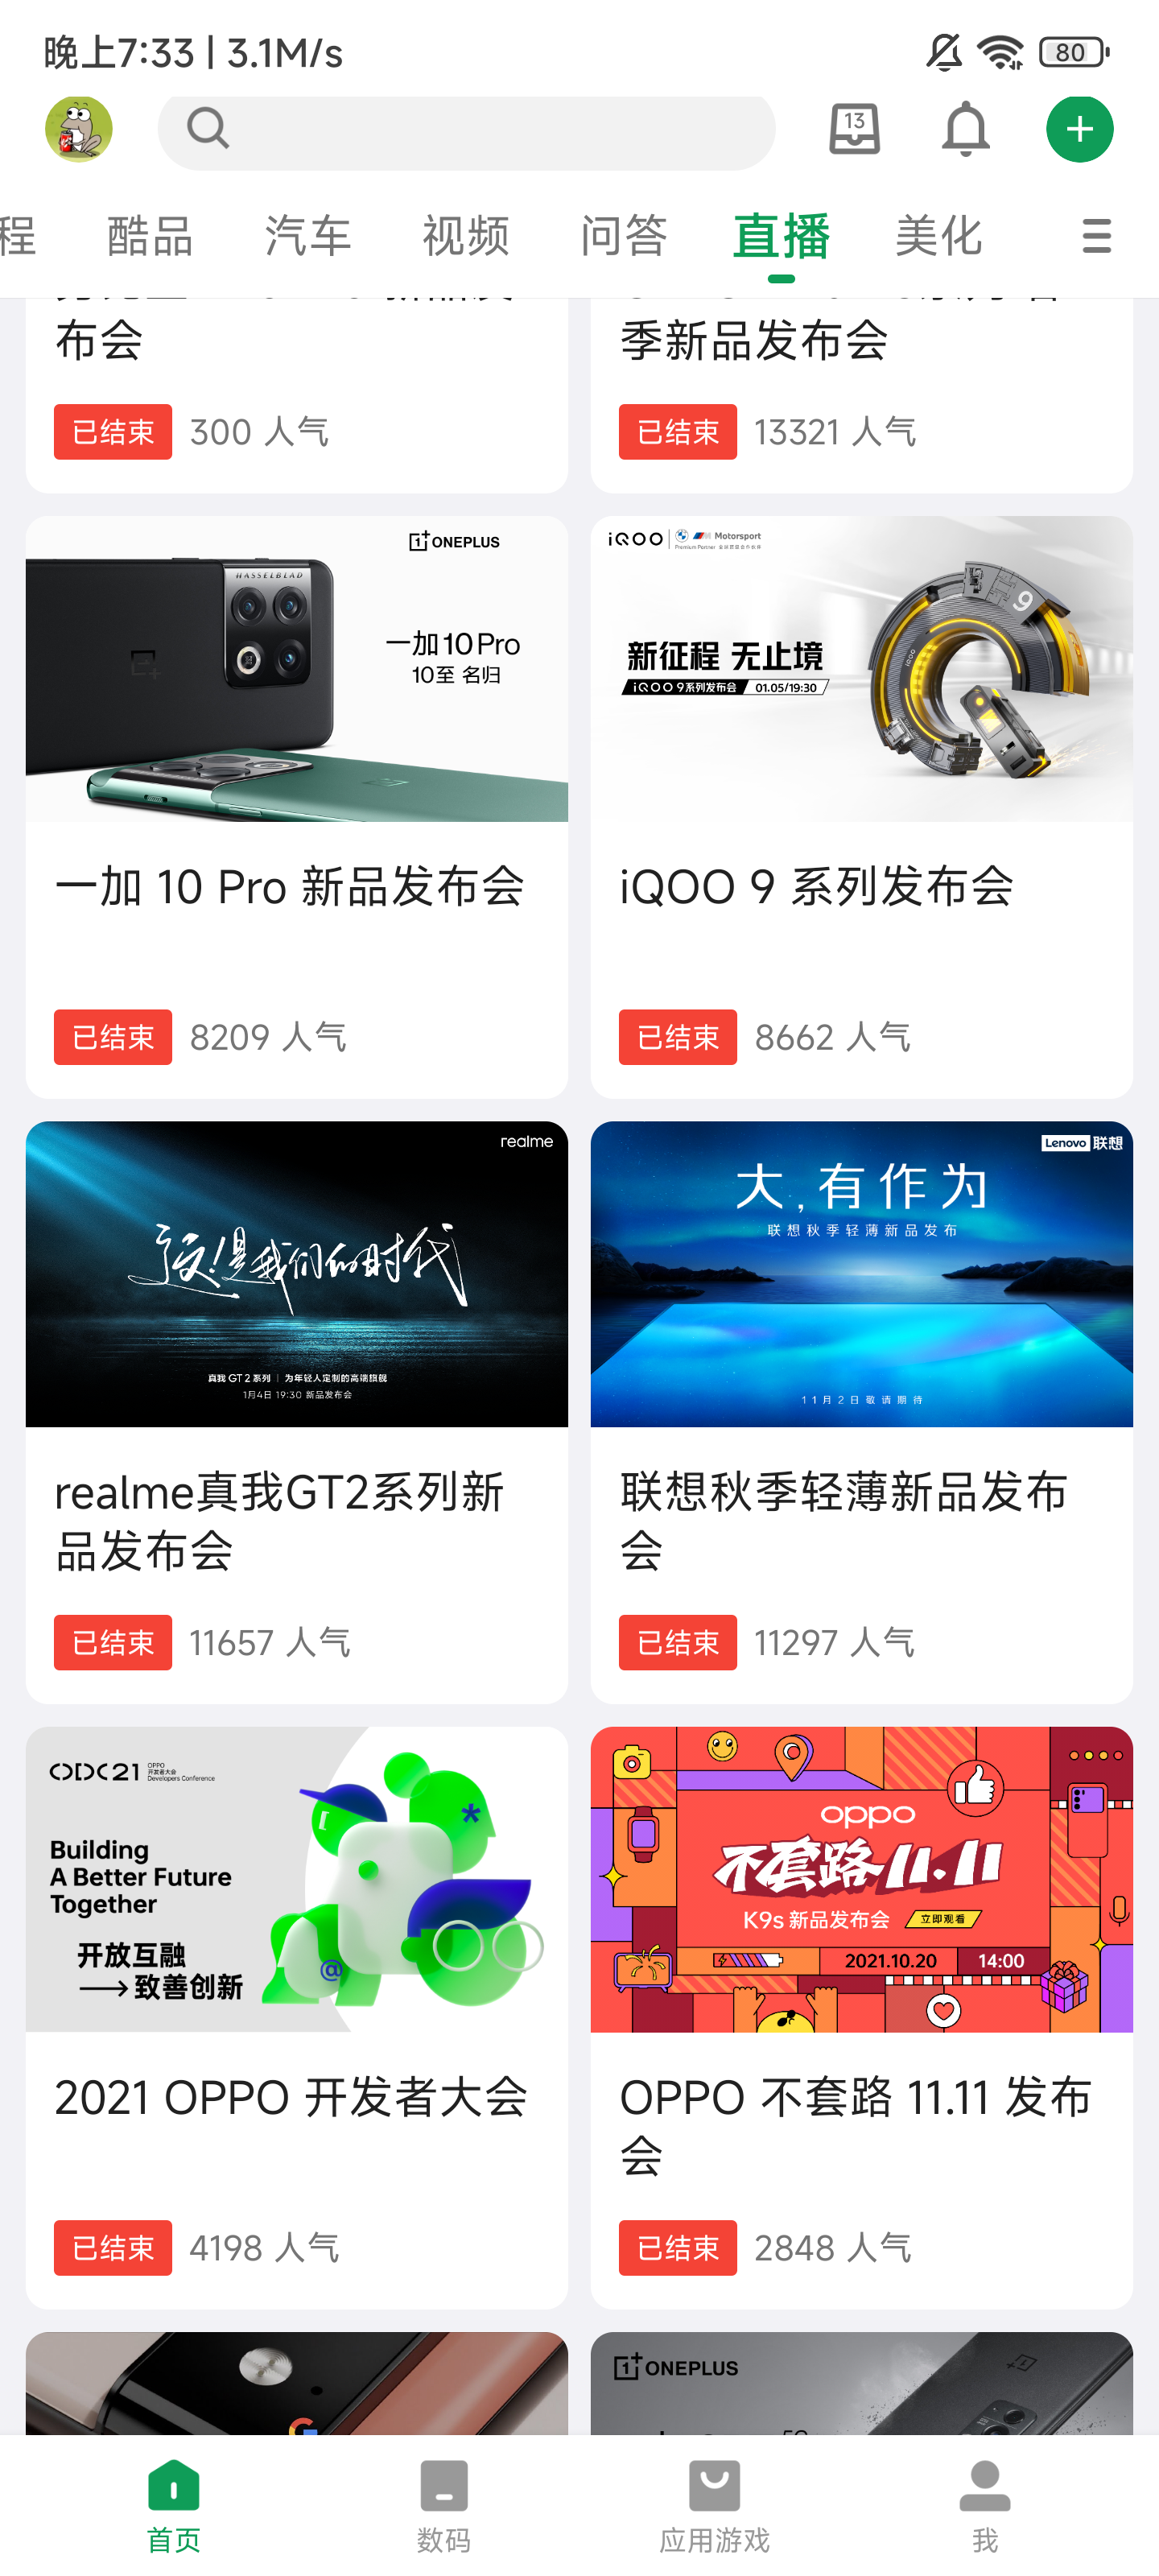 晚上7:33 | 3.1M/s
80
13
程 酷品 汽车 视频 问答 直播 美化
布会
已结束 300 人气
季新品发布会
已结束 13321 人气
ONEPLUS
HASSELBLAD
一加10 Pro
10至 名归
一加 10 Pro 新品发布会
已结束 8209 人气
iQOO
Motorsport
新征程 无止境
iQOO 9系列发布会 01.05/19:30
9
iQOO 9 系列发布会
已结束 8662 人气
realme
这!是我们的时代
真我 GT 2 系列 | 为年轻人定制的高端旗舰
1月4日 19:30 新品发布会
realme真我GT2系列新
品发布会
已结束 11657 人气
Lenovo 联想
大,有作为
联想秋季轻薄新品发布
11月2日敬请期待
联想秋季轻薄新品发布
会
已结束 11297 人气
ODC21
OPPO
开发者大会
Developers Conference
Building
A Better Future
Together
开放互融
致善创新
@
2021 OPPO 开发者大会
已结束 4198 人气
oppo
不套路11.11
K9s 新品发布会 立即观看
2021.10.20 14:00
OPPO 不套路 11.11 发布
会
已结束 2848 人气
ONEPLUS
首页 数码 应用游戏 我